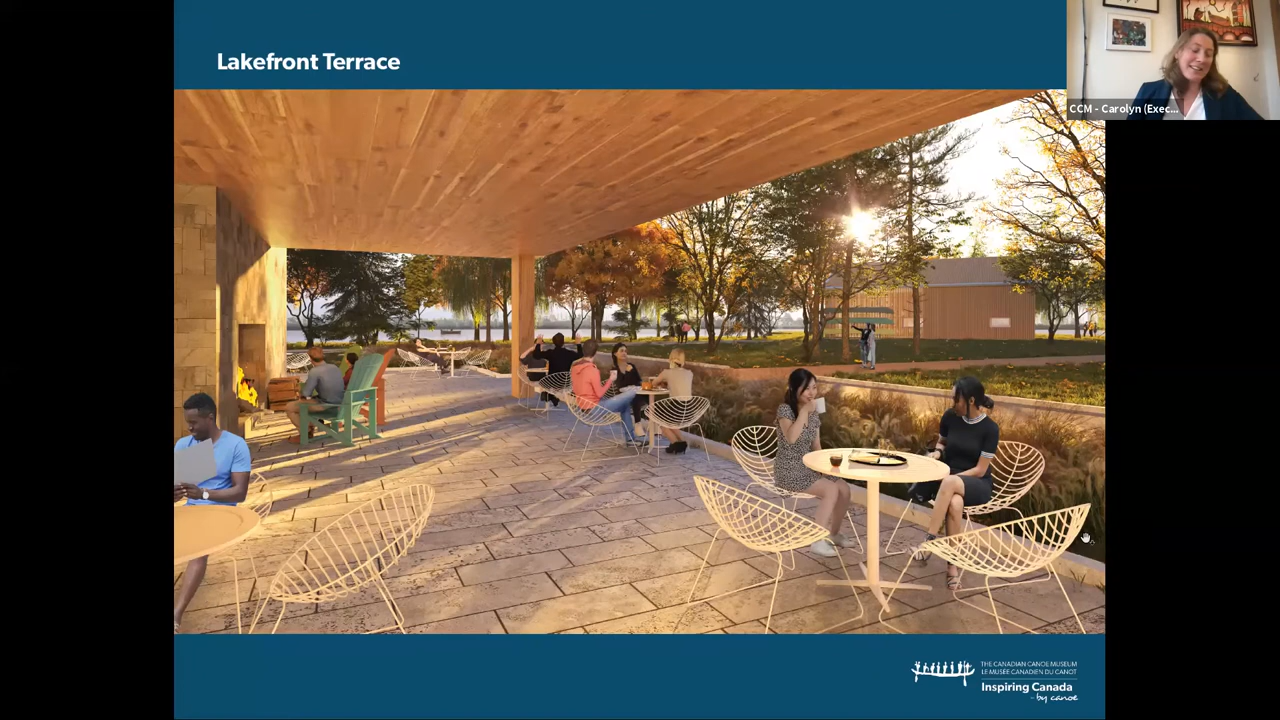 Lakefront Terrace
CCM - Carolyn (Exec...
THE CANADIAN CANOE MUSEUM
LE MUSÉE CANADIEN DU CANOT
Inspiring Canada
- by canoe